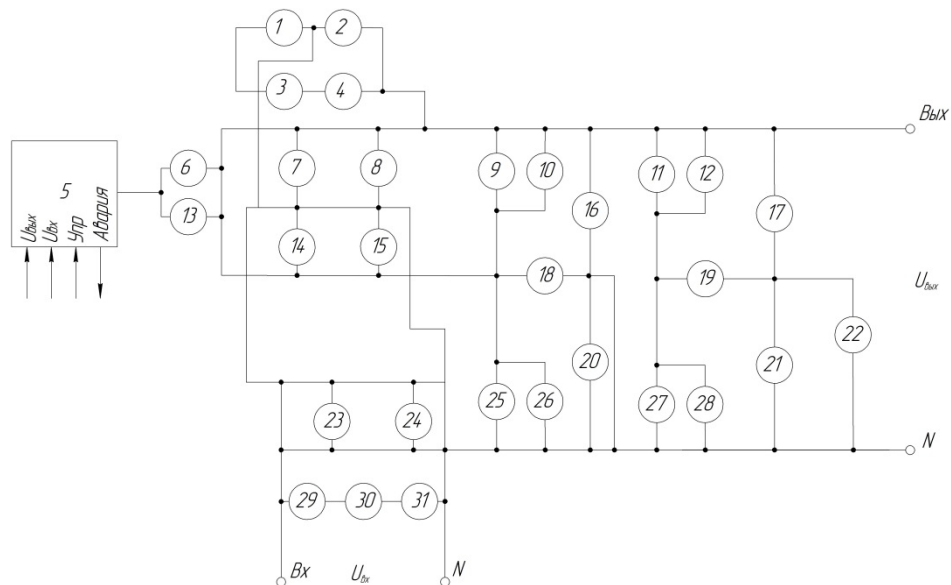 1 2
3 4
Вых
6 7 8 9 10 11 12
5
Uвых
Uвх
Упр
Авария
13 14 15 16 17
18 19 Uвых
20 21 22
23 24 25 26 27 28
N
29 30 31
Вх Uвх N